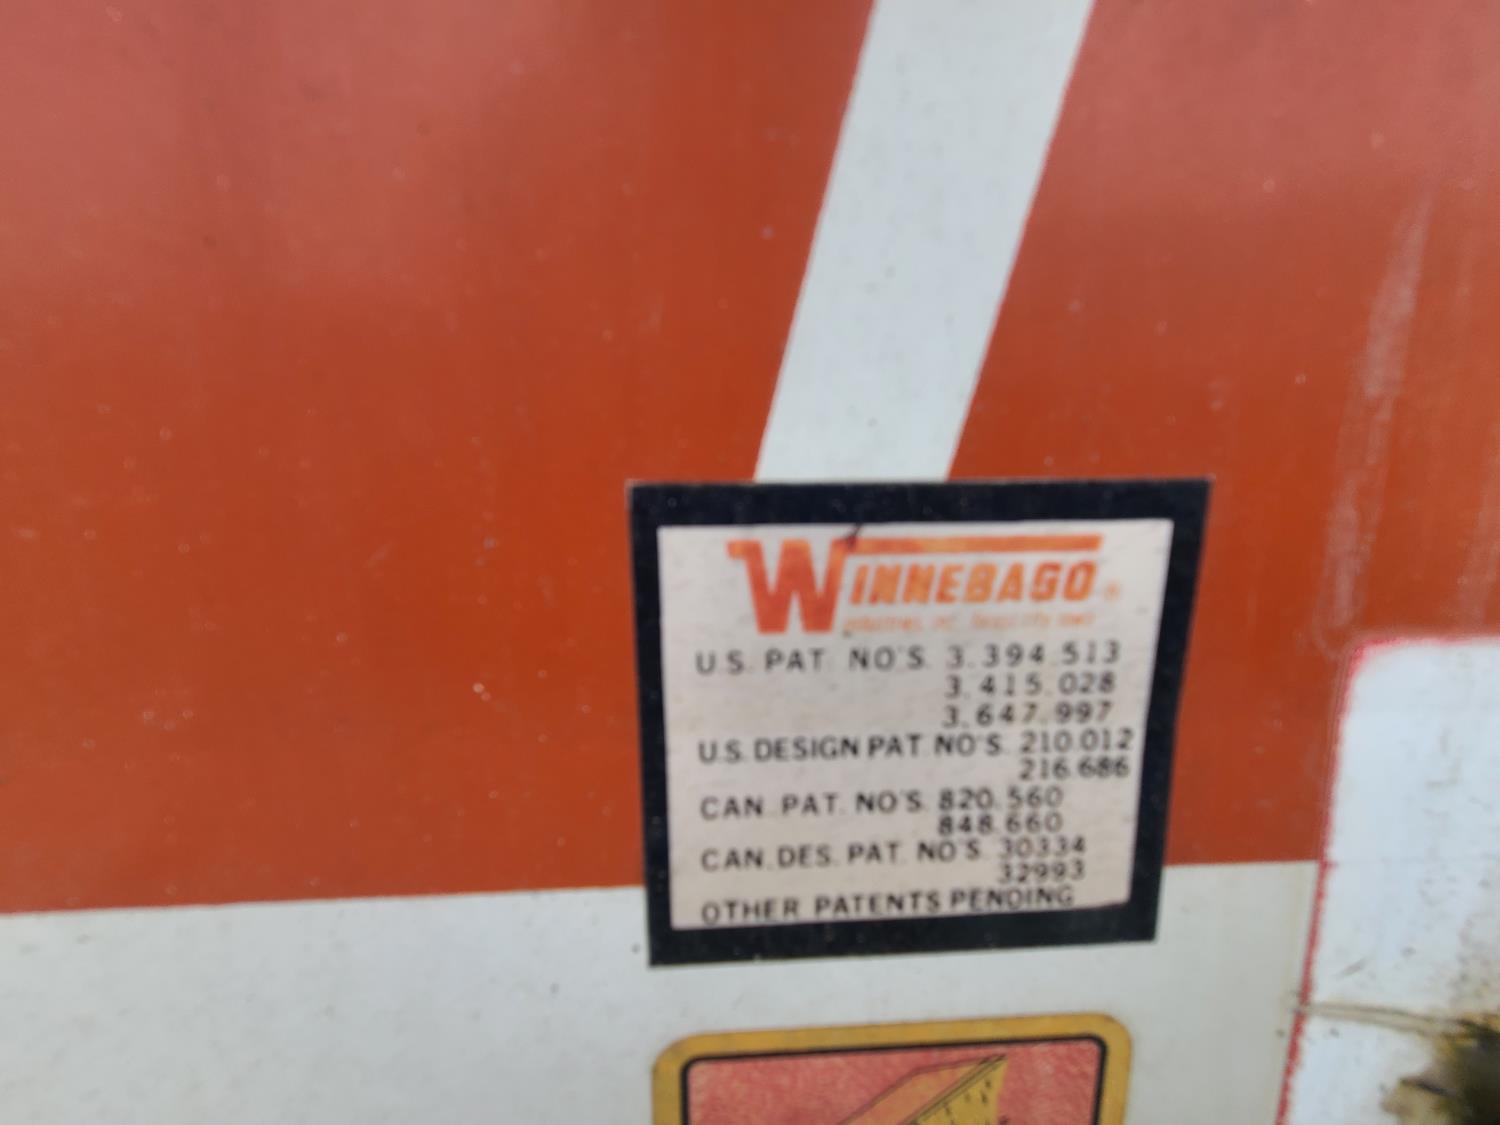 WINNEBAGO ®
U.S. PAT. NO'S. 3.394.513
3.415.028
3.647.997
U.S. DESIGN PAT. NO'S. 210.012
216.686
CAN. PAT. NO'S. 820.560
848.660
CAN. DES. PAT. NO'S. 30334
32993
OTHER PATENTS PENDING